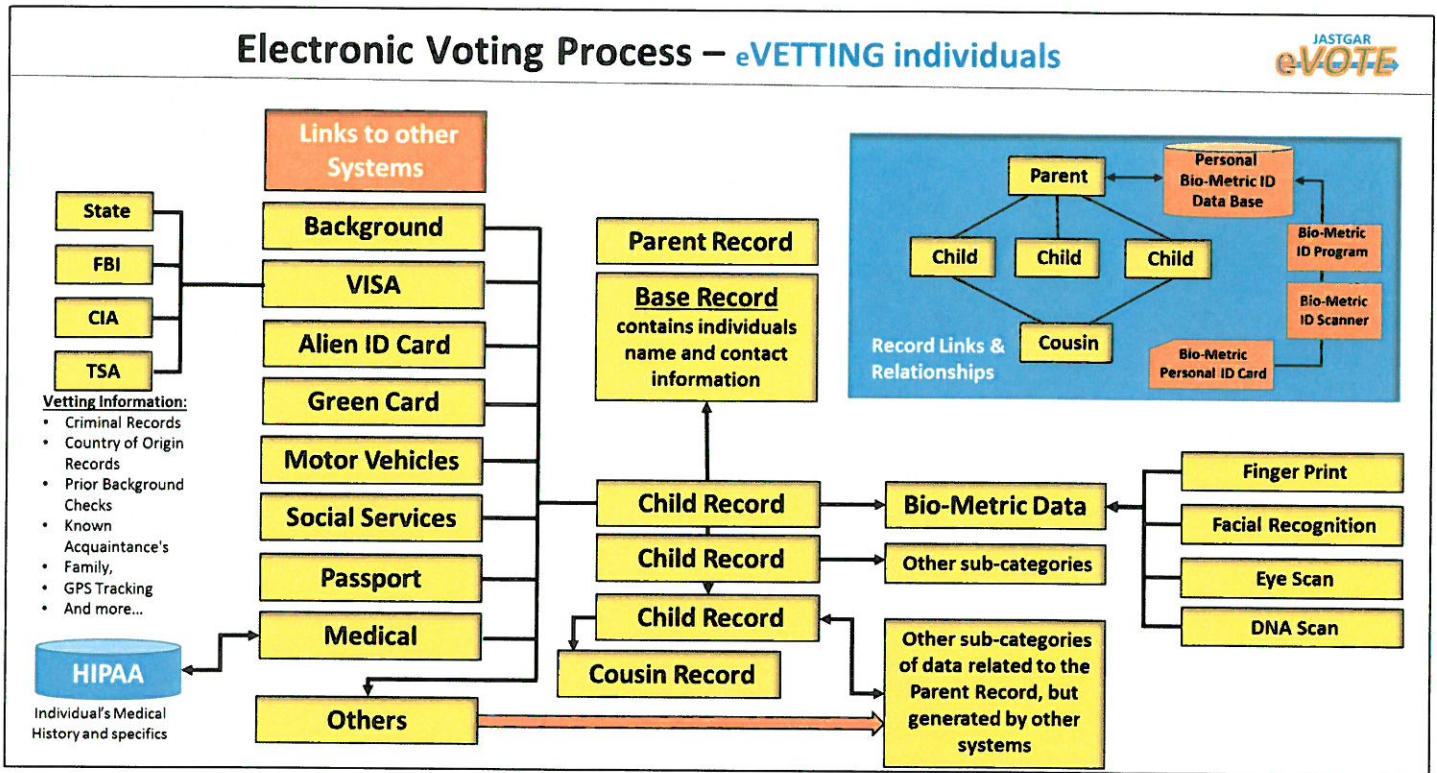 Electronic Voting Process – eVETTING individuals
JASTGAR
eVOTE
Links to other
Systems
State
FBI
CIA
TSA
Vetting Information:
• Criminal Records
• Country of Origin
Records
• Prior Background
Checks
• Known
Acquaintance's
• Family,
• GPS Tracking
• And more...
HIPAA
Individual's Medical
History and specifics
Background
VISA
Alien ID Card
Green Card
Motor Vehicles
Social Services
Passport
Medical
Others
Parent Record
Base Record
contains individuals
name and contact
information
Child Record
Child Record
Child Record
Cousin Record
Bio-Metric Data
Other sub-categories
Other sub-categories
of data related to the
Parent Record, but
generated by other
systems
Finger Print
Facial Recognition
Eye Scan
DNA Scan
Parent
Child
Child
Child
Cousin
Record Links &
Relationships
Personal
Bio-Metric ID
Data Base
Bio-Metric
ID Program
Bio-Metric
ID Scanner
Bio-Metric
Personal ID Card